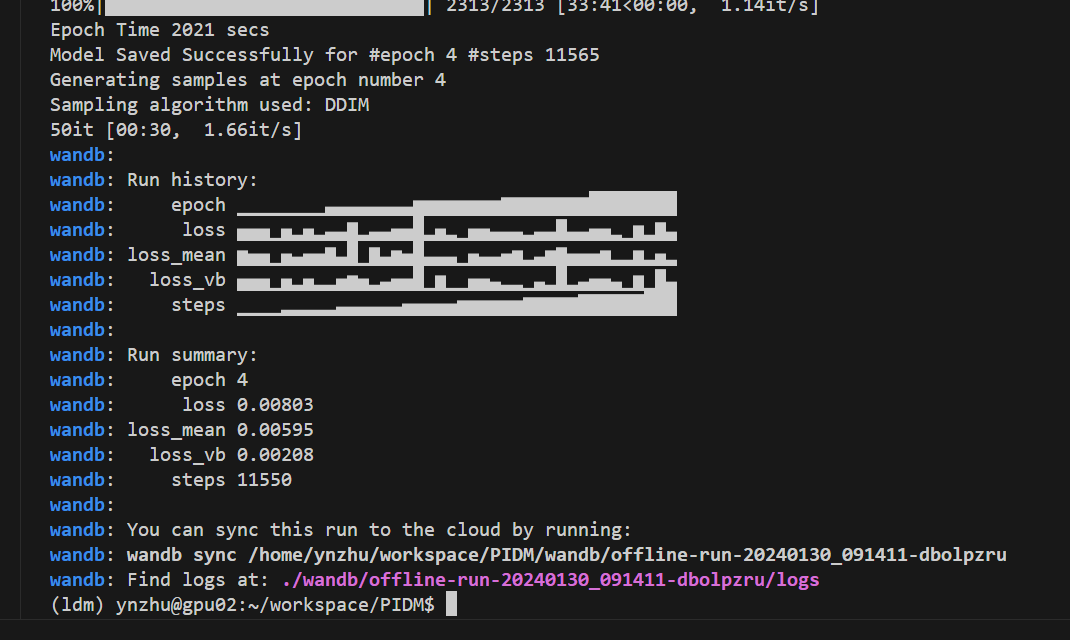 100%| | 2313/2313 [33:41<00:00,  1.14it/s]
Epoch Time 2021 secs
Model Saved Successfully for #epoch 4 #steps 11565
Generating samples at epoch number 4
Sampling algorithm used: DDIM
50it [00:30,  1.66it/s]
wandb:
wandb: Run history:
wandb:     epoch
wandb:      loss
wandb: loss_mean
wandb:   loss_vb
wandb:     steps
wandb:
wandb: Run summary:
wandb:     epoch 4
wandb:      loss 0.00803
wandb: loss_mean 0.00595
wandb:   loss_vb 0.00208
wandb:     steps 11550
wandb:
wandb: You can sync this run to the cloud by running:
wandb: wandb sync /home/ynzhu/workspace/PIDM/wandb/offline-run-20240130_091411-dbolpzru
wandb: Find logs at: ./wandb/offline-run-20240130_091411-dbolpzru/logs
(ldm) ynzhu@gpu02:~/workspace/PIDM$